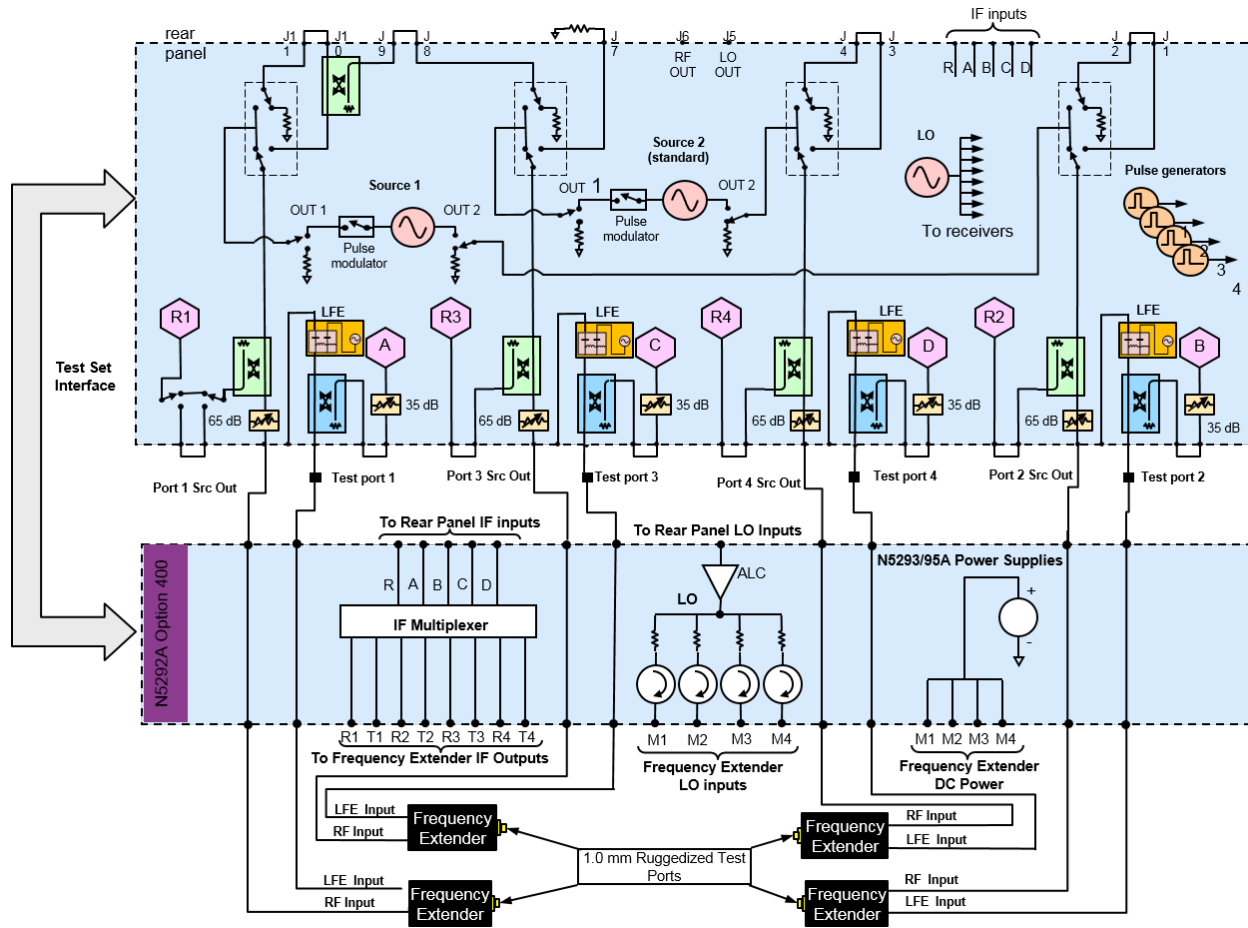 rear
panel
J1
1
J1
0
J
9
J
8
J
7
J6
RF
OUT
J5
LO
OUT
J
4
J
3
IF inputs
R
A
B
C
D
J
2
J
1
Source 1
OUT 1
OUT 2
Pulse
modulator
Source 2
(standard)
OUT
1
OUT 2
Pulse
modulator
LO
To receivers
Pulse generators
1
2
3
4
Test Set
Interface
R1
LFE
A
65 dB
35 dB
R3
LFE
C
65 dB
35 dB
R4
LFE
D
65 dB
35 dB
R2
LFE
B
65 dB
35 dB
Port 1 Src Out
Test port 1
Port 3 Src Out
Test port 3
Port 4 Src Out
Test port 4
Port 2 Src Out
Test port 2
N5292A Option 400
To Rear Panel IF inputs
R
A
B
C
D
IF Multiplexer
R1 T1 R2 T2 R3 T3 R4 T4
To Frequency Extender IF Outputs
To Rear Panel LO Inputs
ALC
LO
M1 M2 M3 M4
Frequency Extender
LO inputs
N5293/95A Power Supplies
+
-
M1 M2 M3 M4
Frequency Extender
DC Power
LFE Input
RF Input
Frequency
Extender
LFE Input
RF Input
Frequency
Extender
1.0 mm Ruggedized Test
Ports
Frequency
Extender
RF Input
LFE Input
Frequency
Extender
RF Input
LFE Input